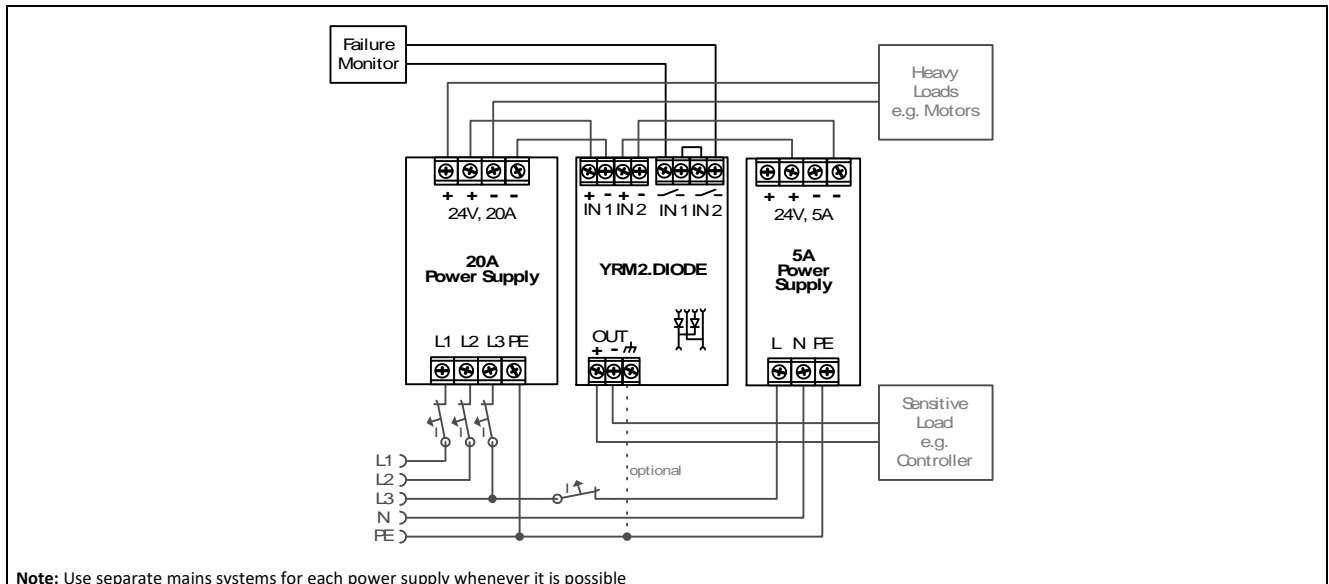 Failure
Monitor
Heavy
Loads
e.g. Motors
+ + - -
24V, 20A
20A
Power Supply
L1 L2 L3 PE
+ - + -
IN 1 IN 2 IN 1 IN 2
YRM2.DIODE
OUT
+ -
+ + - -
24V, 5A
5A
Power
Supply
L N PE
Sensitive
Load
e.g.
Controller
I I I
L1
L2
L3
N
PE
I
optional
Note: Use separate mains systems for each power supply whenever it is possible